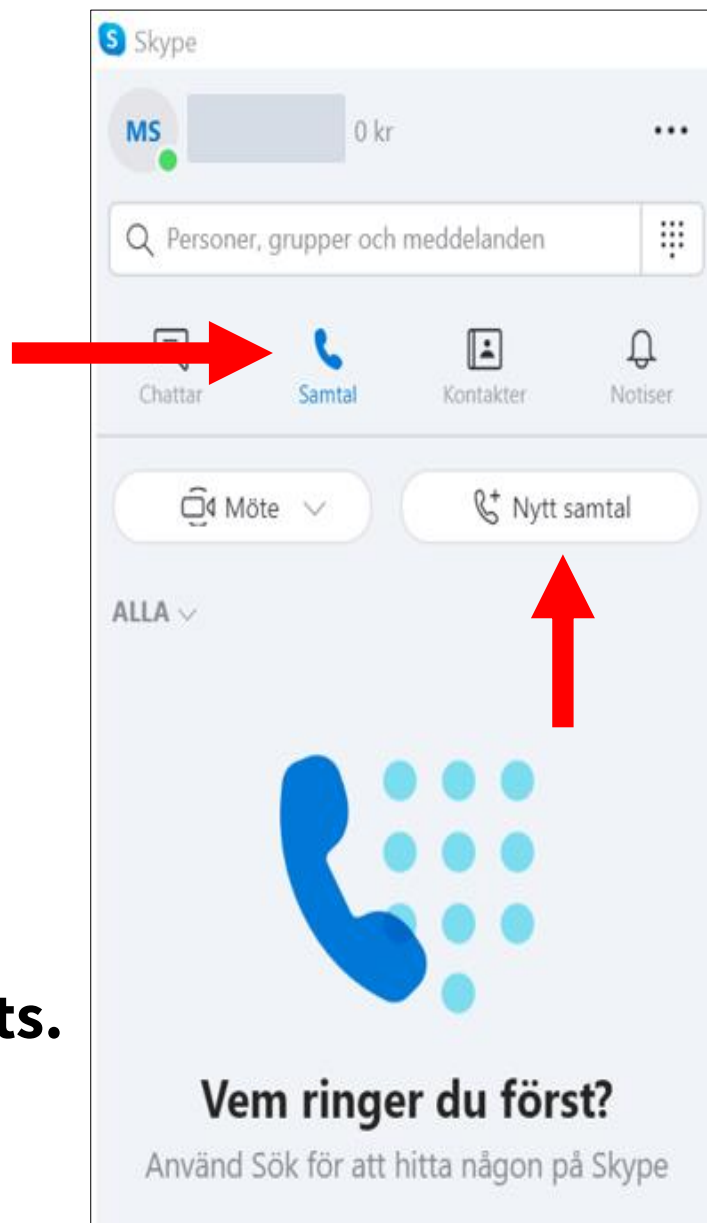 S Skype
MS 0 kr
Personer, grupper och meddelanden
Chattar Samtal Kontakter Notiser
Möte Nytt samtal
ALLA
ts.
Vem ringer du först?
Använd Sök för att hitta någon på Skype